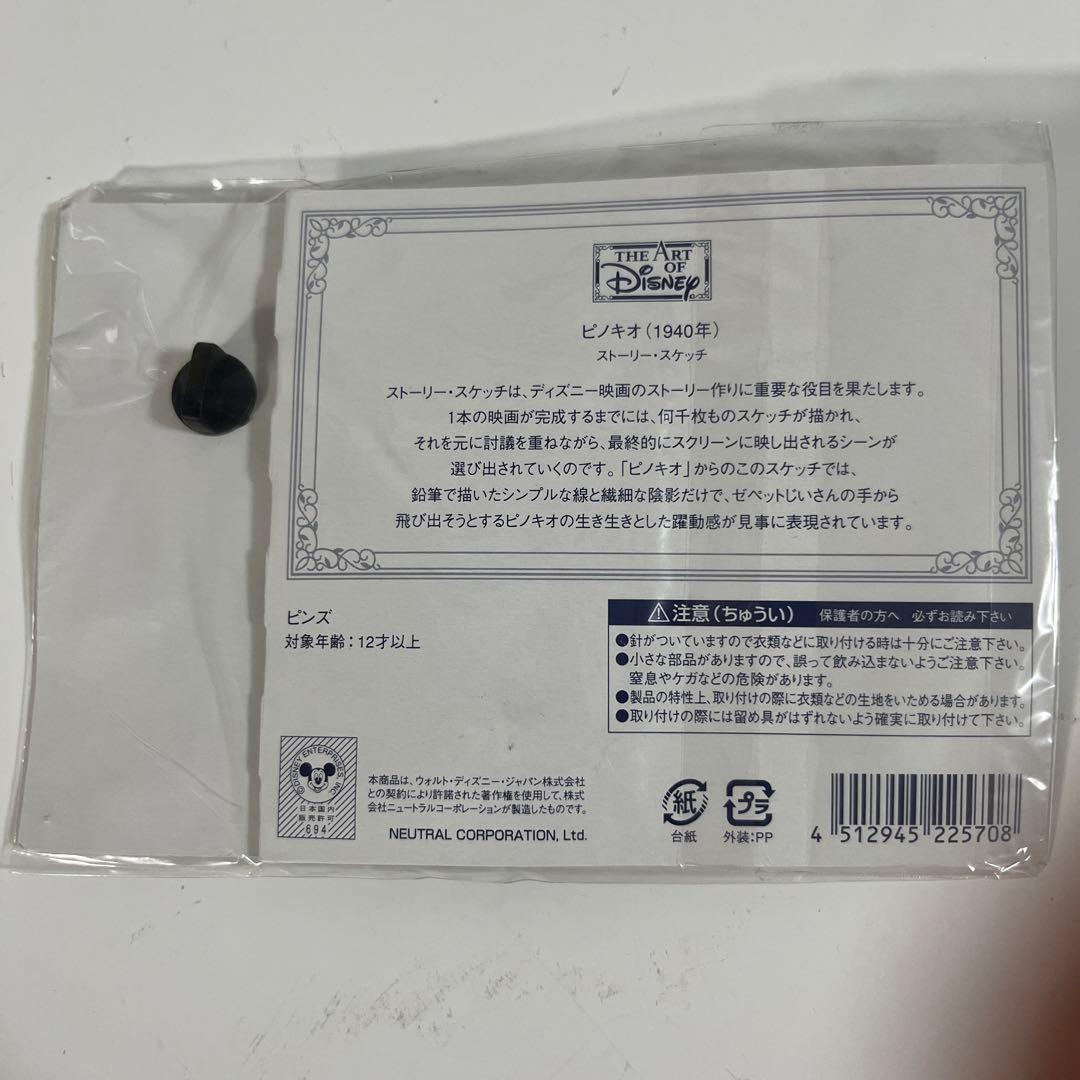 THE ART
OF
DISNEY
ピノキオ(1940年)
ストーリー・スケッチ
ストーリー・スケッチは、ディズニー映画のストーリー作りに重要な役目を果たします。
1本の映画が完成するまでには、何千枚ものスケッチが描かれ、
それを元に討議を重ねながら、最終的にスクリーンに映し出されるシーンが
選び出されていくのです。「ピノキオ」からのこのスケッチでは、
鉛筆で描いたシンプルな線と繊細な陰影だけで、ゼペットじいさんの手から
飛び出そうとするピノキオの生き生きとした躍動感が見事に表現されています。
ピンズ
対象年齢:12才以上
⚠注意(ちゅうい) 保護者の方へ 必ずお読み下さい
●針がついていますので衣類などに取り付ける時は十分にご注意下さい。
●小さな部品がありますので、誤って飲み込まないようご注意下さい。
窒息やケガなどの危険があります。
●製品の特性上、取り付けの際に衣類などの生地をいためる場合があります。
●取り付けの際には留め具がはずれないよう確実に取り付けて下さい。
©DISNEY ENTERPRISES, INC.
日本国内
販売許可
694
本商品は、ウォルト・ディズニー・ジャパン株式会社
との契約により許諾された著作権を使用して、株式
会社ニュートラルコーポレーションが製造したものです。
NEUTRAL CORPORATION, Ltd.
紙
台紙
プラ
外装:PP
4 512945 225708